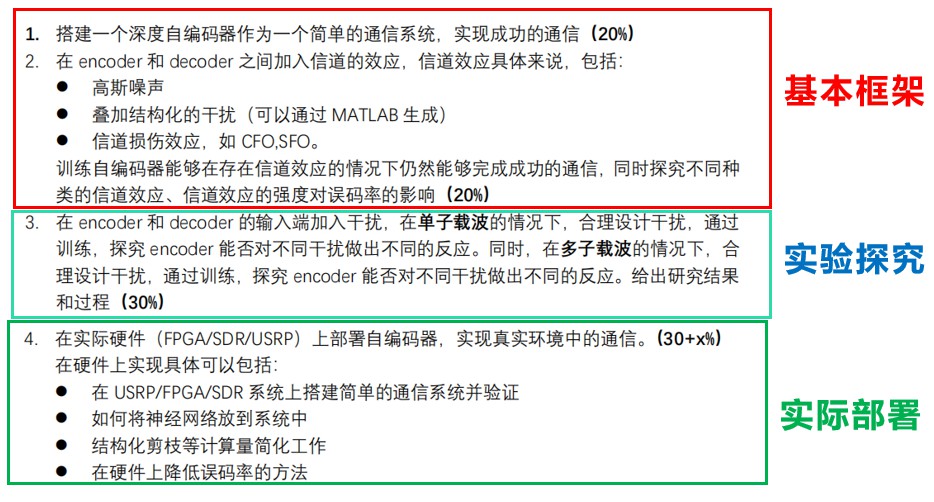 1. 搭建一个深度自编码器作为一个简单的通信系统，实现成功的通信（20%）
2. 在 encoder 和 decoder 之间加入信道的效应，信道效应具体来说，包括：
● 高斯噪声
● 叠加结构化的干扰（可以通过 MATLAB 生成）
● 信道损伤效应，如 CFO,SFO。
训练自编码器能够在存在信道效应的情况下仍然能够完成成功的通信，同时探究不同种
类的信道效应、信道效应的强度对误码率的影响（20%）
基本框架
3. 在 encoder 和 decoder 的输入端加入干扰，在单子载波的情况下，合理设计干扰，通过
训练，探究 encoder 能否对不同干扰做出不同的反应。同时，在多子载波的情况下，合
理设计干扰，通过训练，探究 encoder 能否对不同干扰做出不同的反应。给出研究结果
和过程（30%）
实验探究
4. 在实际硬件（FPGA/SDR/USRP）上部署自编码器，实现真实环境中的通信。（30+x%）
在硬件上实现具体可以包括：
● 在 USRP/FPGA/SDR 系统上搭建简单的通信系统并验证
● 如何将神经网络放到系统中
● 结构化剪枝等计算量简化工作
● 在硬件上降低误码率的方法
实际部署